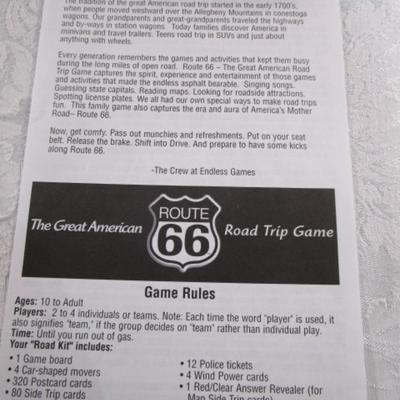 The tradition of the great American road trip started in the early 1700's,
when people moved westward over the Allegheny Mountains in conestoga
wagons. Our grandparents and great-grandparents traveled the highways
and by-ways in station wagons. Today families discover America in
minivans and travel trailers. Teens road trip in SUVs and just about
anything with wheels.
Every generation remembers the games and activities that kept them busy
during the long miles of open road. Route 66 – The Great American Road
Trip Game captures the spirit, experience and entertainment of those games
and activities that made the endless asphalt bearable. Singing songs.
Guessing state capitals. Reading maps. Looking for roadside attractions.
Spotting license plates. We all had our own special ways to make road trips
fun. This family game also captures the era and aura of America's Mother
Road– Route 66.
Now, get comfy. Pass out munchies and refreshments. Put on your seat
belt. Release the brake. Shift into Drive. And prepare to have some kicks
along Route 66.
-The Crew at Endless Games
The Great American
ROUTE
66
Road Trip Game
Game Rules
Ages: 10 to Adult
Players: 2 to 4 individuals or teams. Note: Each time the word "player" is used, it
also signifies "team," if the group decides on "team" rather than individual play.
Time: Until you run out of gas.
Your "Road Kit" includes:
• 1 Game board
• 4 Car-shaped movers
• 320 Postcard cards
• 80 Side Trip cards
• 12 Police tickets
• 4 Wind Power cards
• 1 Red/Clear Answer Revealer (for
Map Side Trip cards)